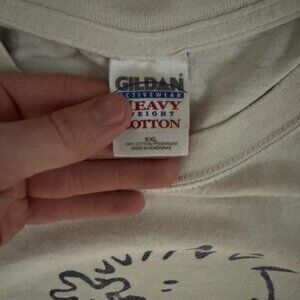 GILDAN
ACTIVEWEAR
HEAVY
WEIGHT
COTTON
XXL
100% COTTON PRESHRUNK
MADE IN HONDURAS